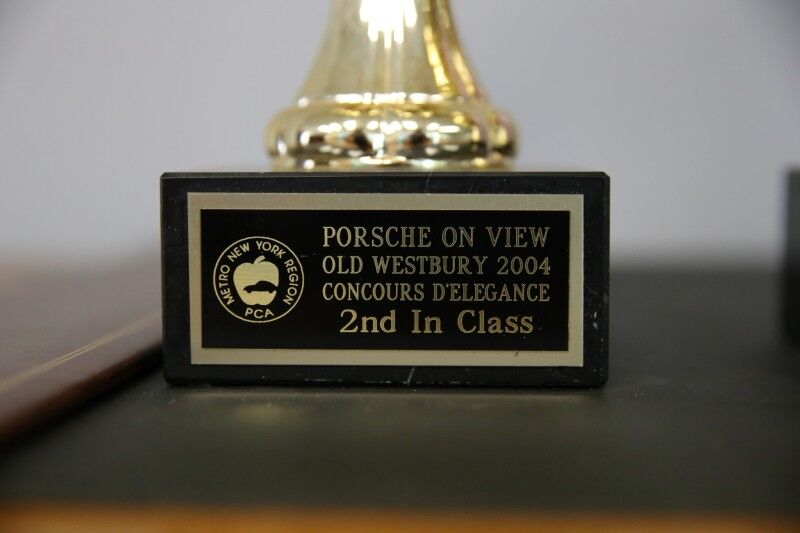 METRO NEW YORK REGION
PCA
PORSCHE ON VIEW
OLD WESTBURY 2004
CONCOURS D'ELEGANCE
2nd In Class